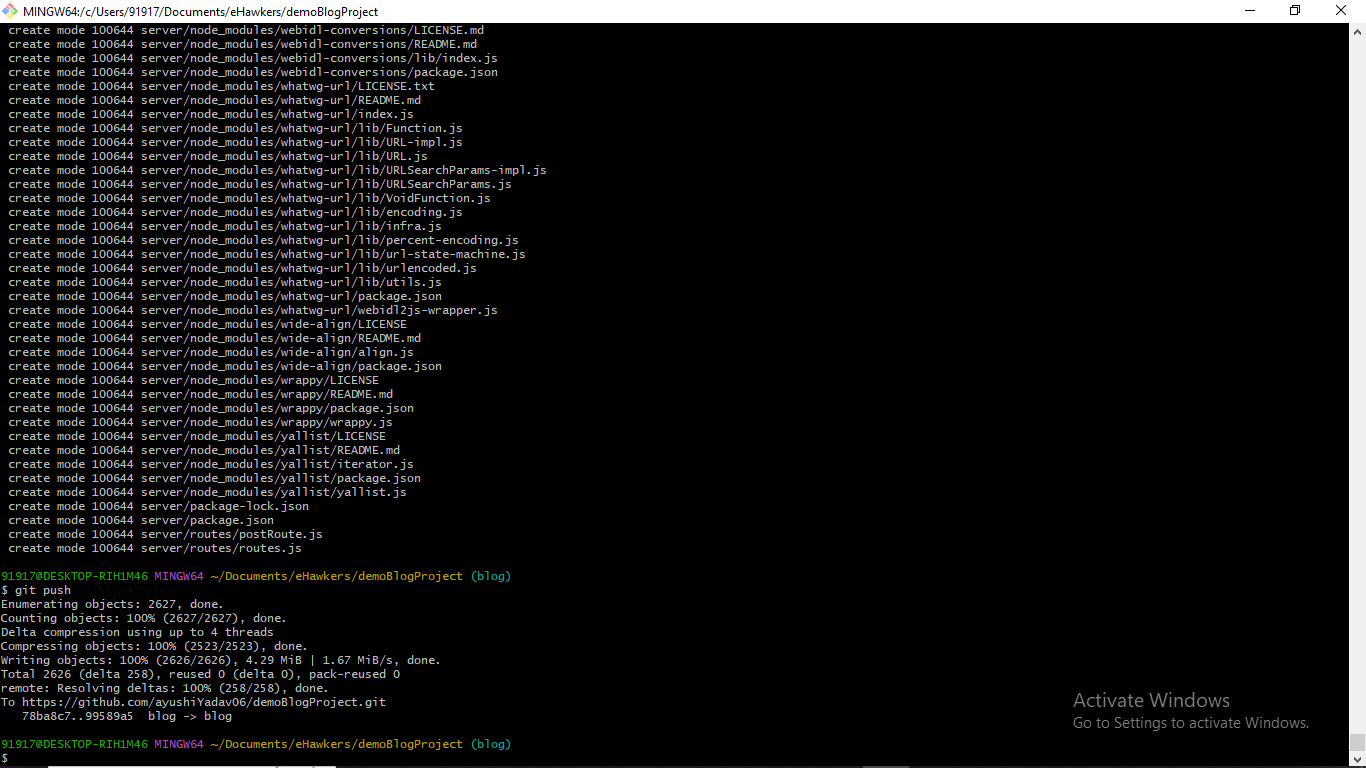 MINGW64:/c/Users/91917/Documents/eHawkers/demoBlogProject
create mode 100644 server/node_modules/webidl-conversions/LICENSE.md
create mode 100644 server/node_modules/webidl-conversions/README.md
create mode 100644 server/node_modules/webidl-conversions/lib/index.js
create mode 100644 server/node_modules/webidl-conversions/package.json
create mode 100644 server/node_modules/whatwg-url/LICENSE.txt
create mode 100644 server/node_modules/whatwg-url/README.md
create mode 100644 server/node_modules/whatwg-url/index.js
create mode 100644 server/node_modules/whatwg-url/lib/Function.js
create mode 100644 server/node_modules/whatwg-url/lib/URL-impl.js
create mode 100644 server/node_modules/whatwg-url/lib/URL.js
create mode 100644 server/node_modules/whatwg-url/lib/URLSearchParams-impl.js
create mode 100644 server/node_modules/whatwg-url/lib/URLSearchParams.js
create mode 100644 server/node_modules/whatwg-url/lib/VoidFunction.js
create mode 100644 server/node_modules/whatwg-url/lib/encoding.js
create mode 100644 server/node_modules/whatwg-url/lib/infra.js
create mode 100644 server/node_modules/whatwg-url/lib/percent-encoding.js
create mode 100644 server/node_modules/whatwg-url/lib/url-state-machine.js
create mode 100644 server/node_modules/whatwg-url/lib/urlencoded.js
create mode 100644 server/node_modules/whatwg-url/lib/utils.js
create mode 100644 server/node_modules/whatwg-url/package.json
create mode 100644 server/node_modules/whatwg-url/webidl2js-wrapper.js
create mode 100644 server/node_modules/wide-align/LICENSE
create mode 100644 server/node_modules/wide-align/README.md
create mode 100644 server/node_modules/wide-align/align.js
create mode 100644 server/node_modules/wide-align/package.json
create mode 100644 server/node_modules/wrappy/LICENSE
create mode 100644 server/node_modules/wrappy/README.md
create mode 100644 server/node_modules/wrappy/package.json
create mode 100644 server/node_modules/wrappy/wrappy.js
create mode 100644 server/node_modules/yallist/LICENSE
create mode 100644 server/node_modules/yallist/README.md
create mode 100644 server/node_modules/yallist/iterator.js
create mode 100644 server/node_modules/yallist/package.json
create mode 100644 server/node_modules/yallist/yallist.js
create mode 100644 server/package-lock.json
create mode 100644 server/package.json
create mode 100644 server/routes/postRoute.js
create mode 100644 server/routes/routes.js
91917@DESKTOP-RIH1M46 MINGW64 ~/Documents/eHawkers/demoBlogProject (blog)
$ git push
Enumerating objects: 2627, done.
Counting objects: 100% (2627/2627), done.
Delta compression using up to 4 threads
Compressing objects: 100% (2523/2523), done.
Writing objects: 100% (2626/2626), 4.29 MiB | 1.67 MiB/s, done.
Total 2626 (delta 258), reused 0 (delta 0), pack-reused 0
remote: Resolving deltas: 100% (258/258), done.
To https://github.com/ayushiYadav06/demoBlogProject.git
78ba8c7..99589a5 blog -> blog
91917@DESKTOP-RIH1M46 MINGW64 ~/Documents/eHawkers/demoBlogProject (blog)
$
Activate Windows
Go to Settings to activate Windows.